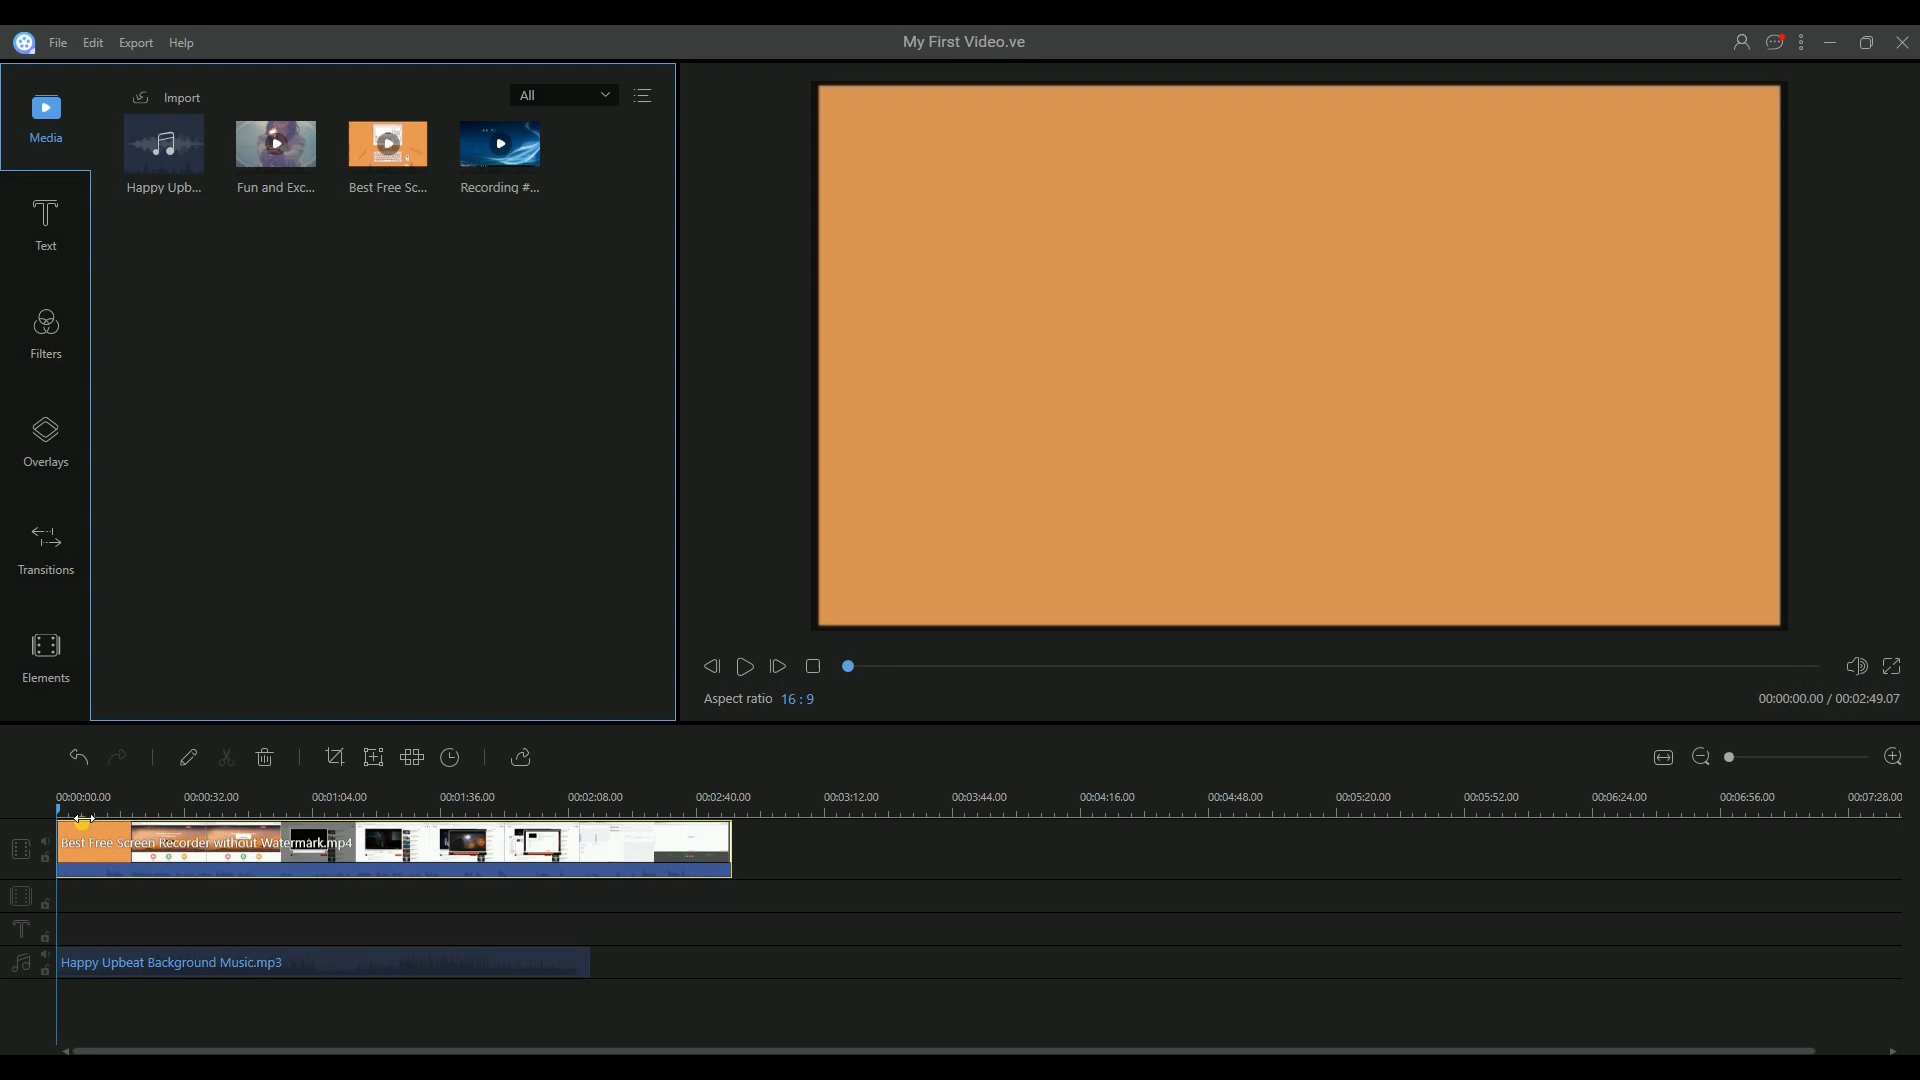 File Edit Export Help My First Video.ve
Media
Import All
Happy Upb... Fun and Exc... Best Free Sc... Recording #...
Text
Filters
Overlays
Transitions
Elements
Aspect ratio 16 : 9 00:00:00.00 / 00:02:49.07
00:00:00.00 00:00:32.00 00:01:04.00 00:01:36.00 00:02:08.00 00:02:40.00 00:03:12.00 00:03:44.00 00:04:16.00 00:04:48.00 00:05:20.00 00:05:52.00 00:06:24.00 00:06:56.00 00:07:28.00
Best Free Screen Recorder without Watermark.mp4
Happy Upbeat Background Music.mp3